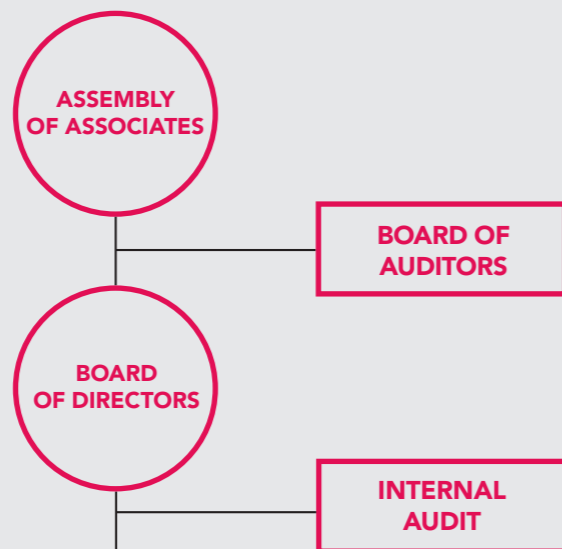 ASSEMBLY
OF ASSOCIATES
BOARD OF
AUDITORS
BOARD
OF DIRECTORS
INTERNAL
AUDIT